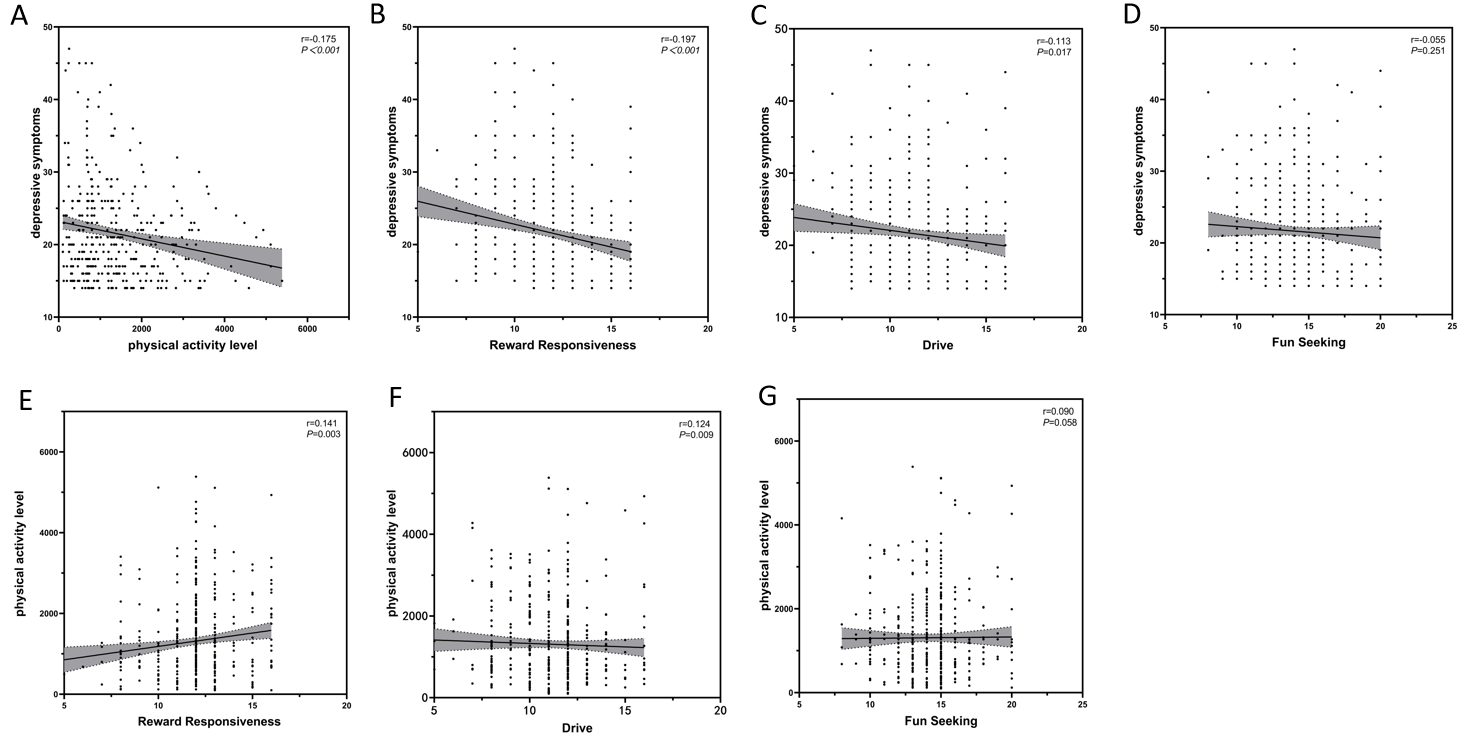 A
50
40
30
20
10
depressive symptoms
r=-0.175
P<0.001
0
2000
4000
6000
physical activity level
B
50
40
30
20
10
depressive symptoms
r=-0.197
P<0.001
5
10
15
20
Reward Responsiveness
C
50
40
30
20
10
depressive symptoms
r=-0.113
P=0.017
5
10
15
20
Drive
D
50
40
30
20
10
depressive symptoms
r=-0.055
P=0.251
5
10
15
20
25
Fun Seeking
E
6000
4000
2000
0
physical activity level
r=0.141
P=0.003
5
10
15
20
Reward Responsiveness
F
6000
4000
2000
0
physical activity level
r=0.124
P=0.009
5
10
15
20
Drive
G
6000
4000
2000
0
physical activity level
r=0.090
P=0.058
5
10
15
20
25
Fun Seeking